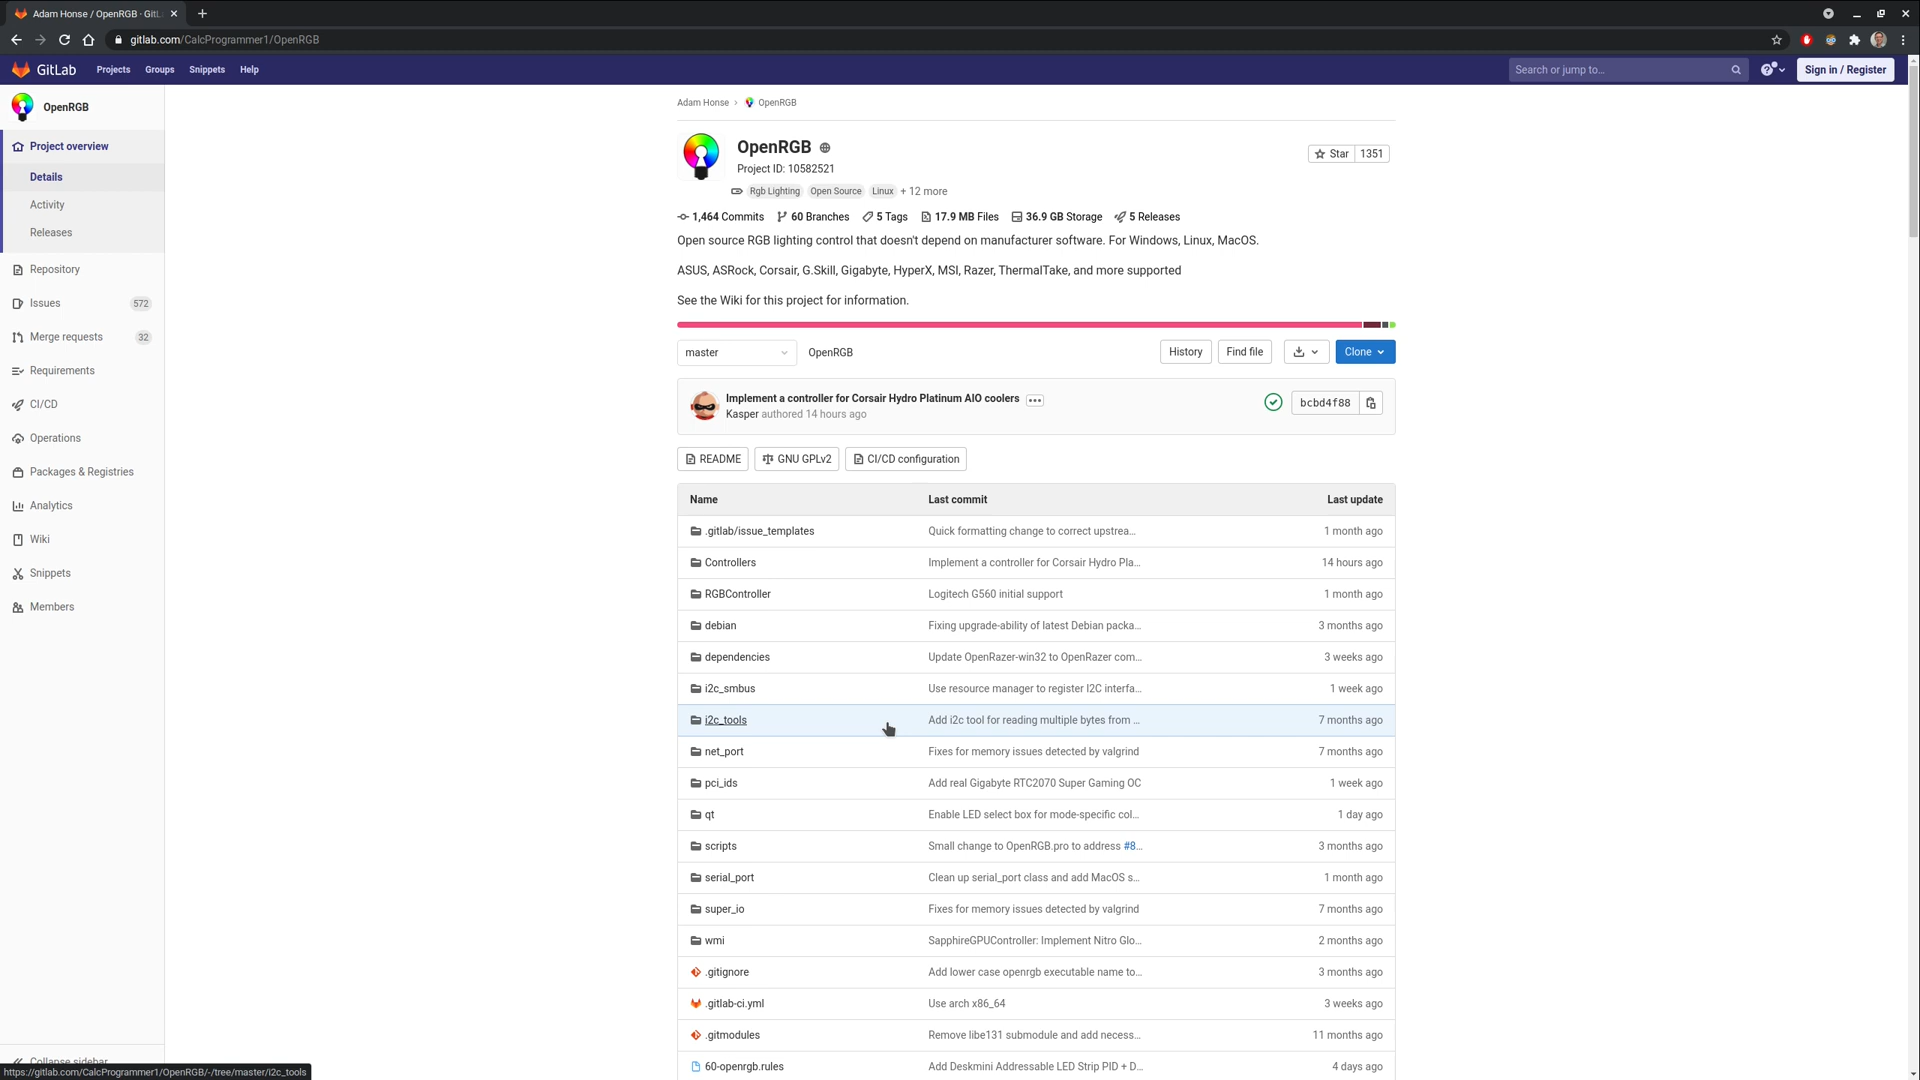 Adam Honse / OpenRGB · GitL
gitlab.com/CalcProgrammer1/OpenRGB
GitLab Projects Groups Snippets Help Search or jump to... Sign in / Register
OpenRGB
Project overview
Details
Activity
Releases
Repository
Issues 572
Merge requests 32
Requirements
CI/CD
Operations
Packages & Registries
Analytics
Wiki
Snippets
Members
Collapse sidebar
https://gitlab.com/CalcProgrammer1/OpenRGB/-/tree/master/i2c_tools
Adam Honse › OpenRGB
OpenRGB
Star 1351
Project ID: 10582521
Rgb Lighting Open Source Linux + 12 more
1,464 Commits 60 Branches 5 Tags 17.9 MB Files 36.9 GB Storage 5 Releases
Open source RGB lighting control that doesn't depend on manufacturer software. For Windows, Linux, MacOS.
ASUS, ASRock, Corsair, G.Skill, Gigabyte, HyperX, MSI, Razer, ThermalTake, and more supported
See the Wiki for this project for information.
master OpenRGB History Find file Clone
Implement a controller for Corsair Hydro Platinum AIO coolers
Kasper authored 14 hours ago
bcbd4f88
README GNU GPLv2 CI/CD configuration
Name Last commit Last update
.gitlab/issue_templates Quick formatting change to correct upstrea... 1 month ago
Controllers Implement a controller for Corsair Hydro Pla... 14 hours ago
RGBController Logitech G560 initial support 1 month ago
debian Fixing upgrade-ability of latest Debian packa... 3 months ago
dependencies Update OpenRazer-win32 to OpenRazer com... 3 weeks ago
i2c_smbus Use resource manager to register I2C interfa... 1 week ago
i2c_tools Add i2c tool for reading multiple bytes from ... 7 months ago
net_port Fixes for memory issues detected by valgrind 7 months ago
pci_ids Add real Gigabyte RTC2070 Super Gaming OC 1 week ago
qt Enable LED select box for mode-specific col... 1 day ago
scripts Small change to OpenRGB.pro to address #8... 3 months ago
serial_port Clean up serial_port class and add MacOS s... 1 month ago
super_io Fixes for memory issues detected by valgrind 7 months ago
wmi SapphireGPUController: Implement Nitro Glo... 2 months ago
.gitignore Add lower case openrgb executable name to... 3 months ago
.gitlab-ci.yml Use arch x86_64 3 weeks ago
.gitmodules Remove libe131 submodule and add necess... 11 months ago
60-openrgb.rules Add Deskmini Addressable LED Strip PID + D... 4 days ago